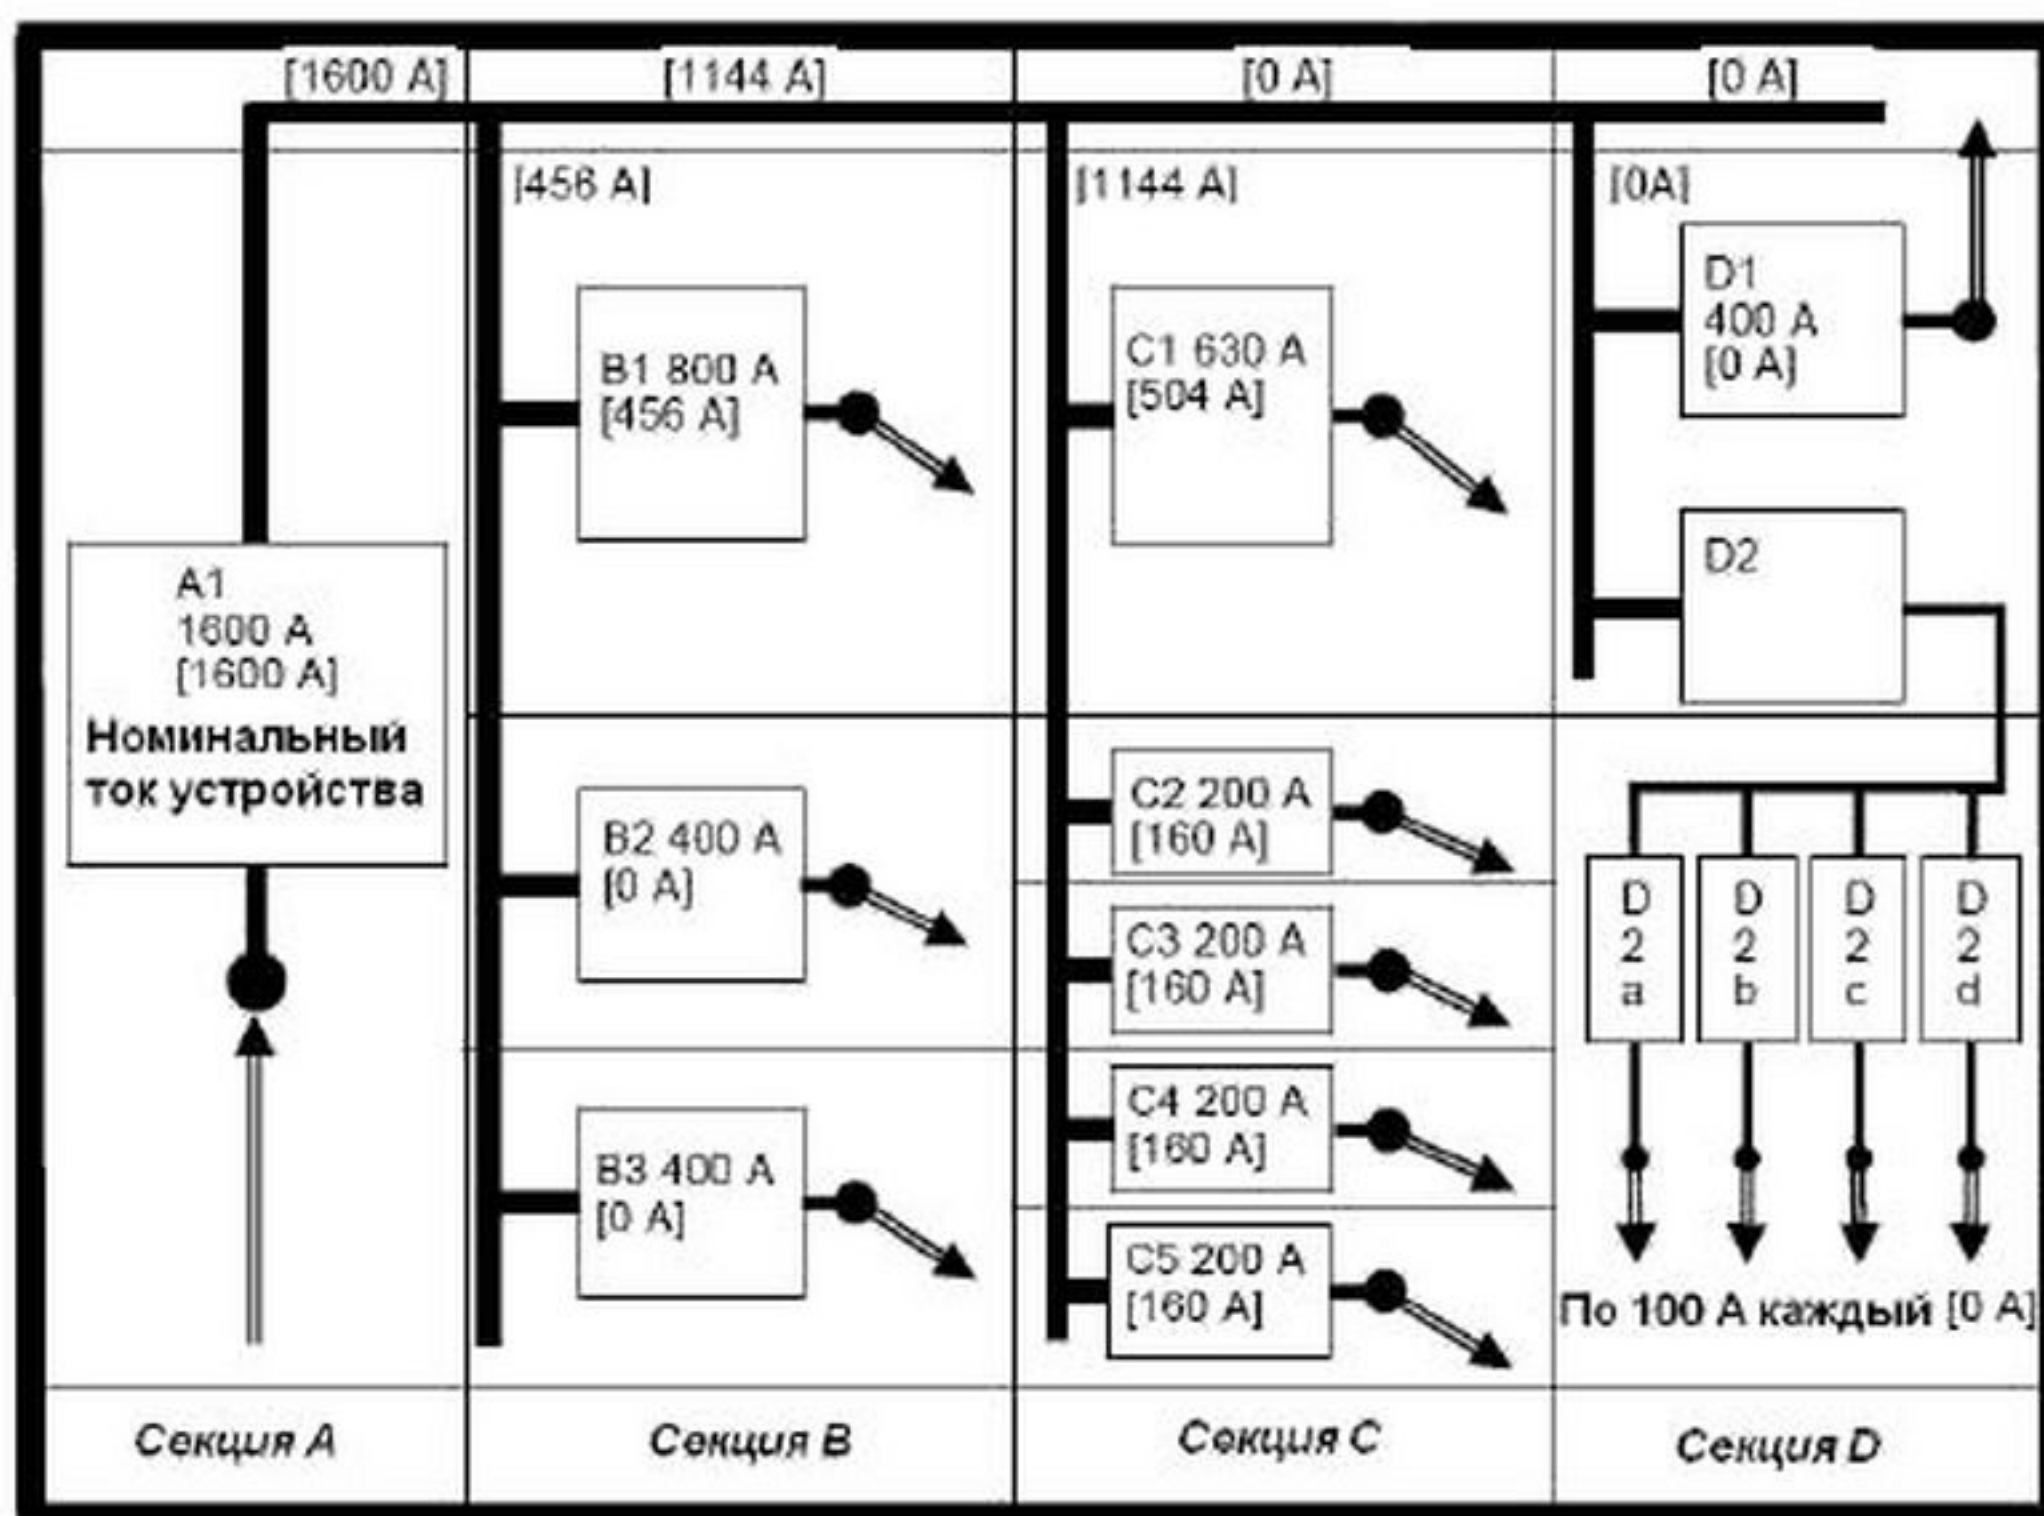 [1600 A]
[1144 A]
[0 A]
[0 A]
[456 A]
[1144 A]
[0A]
A1
1600 A
[1600 A]
Номинальный
ток устройства
B1 800 A
[456 A]
B2 400 A
[0 A]
B3 400 A
[0 A]
C1 630 A
[504 A]
C2 200 A
[160 A]
C3 200 A
[160 A]
C4 200 A
[160 A]
C5 200 A
[160 A]
D1
400 A
[0 A]
D2
D
2
a
D
2
b
D
2
c
D
2
d
По 100 А каждый [0 A]
Секция A
Секция B
Секция C
Секция D